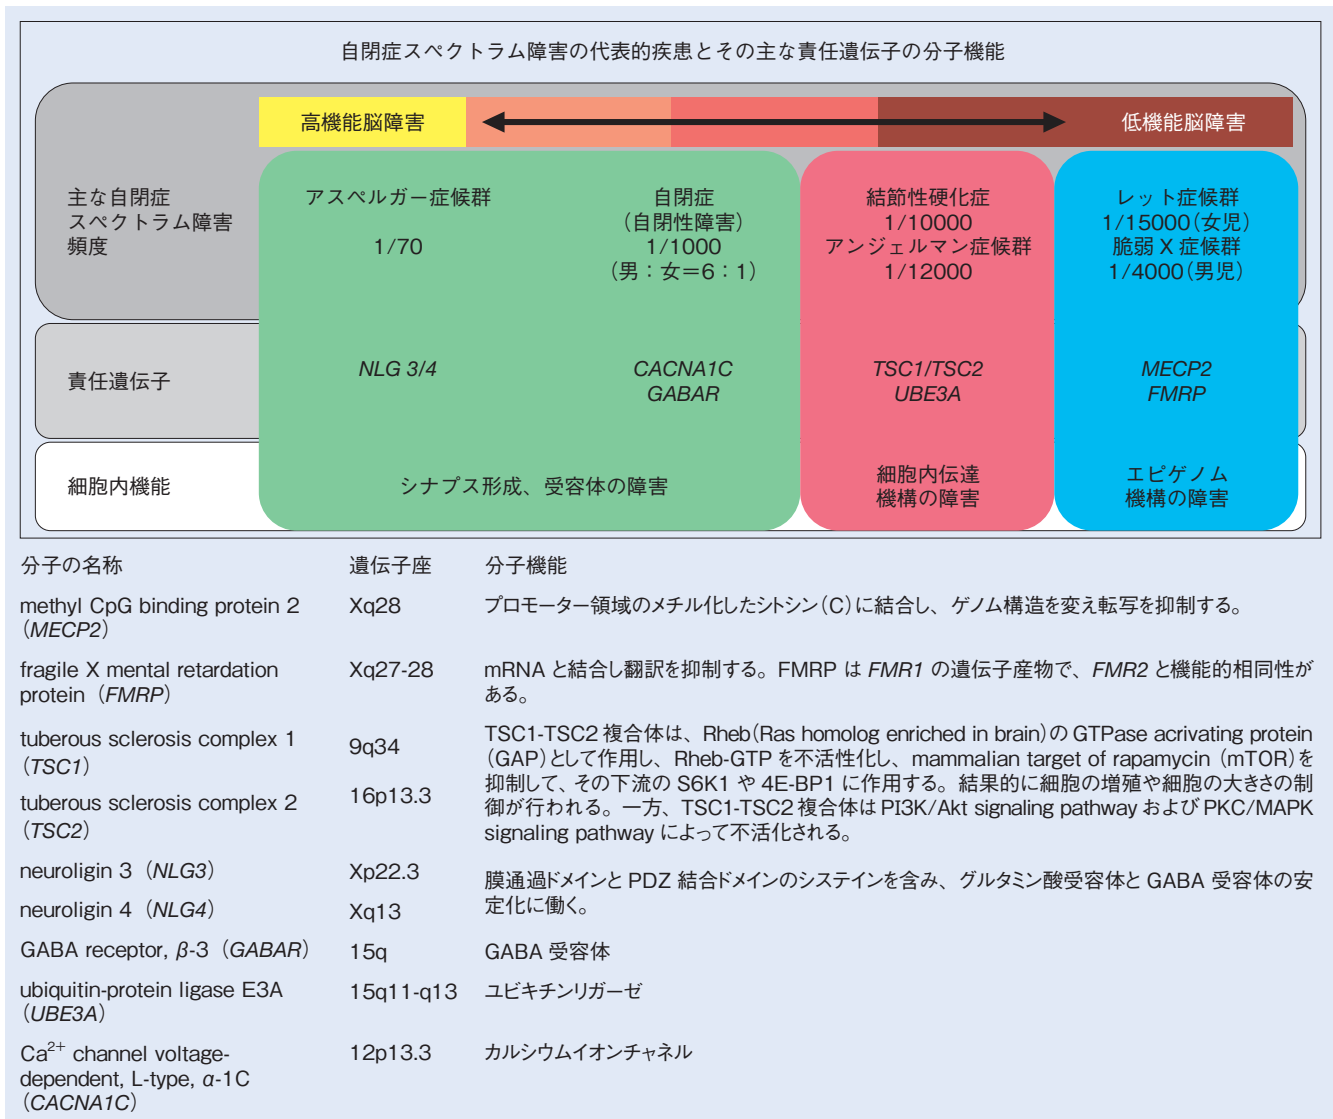 自閉症スペクトラム障害の代表的疾患とその主な責任遺伝子の分子機能
高機能脳障害
低機能脳障害
主な自閉症
スペクトラム障害
頻度
アスペルガー症候群
1/70
自閉症
（自閉性障害）
1/1000
（男：女＝6：1）
結節性硬化症
1/10000
アンジェルマン症候群
1/12000
レット症候群
1/15000（女児）
脆弱 X 症候群
1/4000（男児）
責任遺伝子
NLG 3/4
CACNA1C
GABAR
TSC1/TSC2
UBE3A
MECP2
FMRP
細胞内機能
シナプス形成、受容体の障害
細胞内伝達
機構の障害
エピゲノム
機構の障害
分子の名称 遺伝子座 分子機能
methyl CpG binding protein 2
（MECP2）
Xq28
プロモーター領域のメチル化したシトシン（C）に結合し、ゲノム構造を変え転写を抑制する。
fragile X mental retardation
protein（FMRP）
Xq27-28
mRNA と結合し翻訳を抑制する。FMRP は FMR1 の遺伝子産物で、FMR2 と機能的相同性が
ある。
tuberous sclerosis complex 1
（TSC1）
9q34
tuberous sclerosis complex 2
（TSC2）
16p13.3
TSC1-TSC2 複合体は、Rheb（Ras homolog enriched in brain）の GTPase acrivating protein
（GAP）として作用し、Rheb-GTP を不活性化し、mammalian target of rapamycin（mTOR）を
抑制して、その下流の S6K1 や 4E-BP1 に作用する。結果的に細胞の増殖や細胞の大きさの制
御が行われる。一方、TSC1-TSC2 複合体は PI3K/Akt signaling pathway および PKC/MAPK
signaling pathway によって不活化される。
neuroligin 3（NLG3）
Xp22.3
neuroligin 4（NLG4）
Xq13
膜通過ドメインと PDZ 結合ドメインのシステインを含み、グルタミン酸受容体と GABA 受容体の安
定化に働く。
GABA receptor, β-3（GABAR）
15q
GABA 受容体
ubiquitin-protein ligase E3A
（UBE3A）
15q11-q13
ユビキチンリガーゼ
Ca²⁺ channel voltage-
dependent, L-type, α-1C
（CACNA1C）
12p13.3
カルシウムイオンチャネル